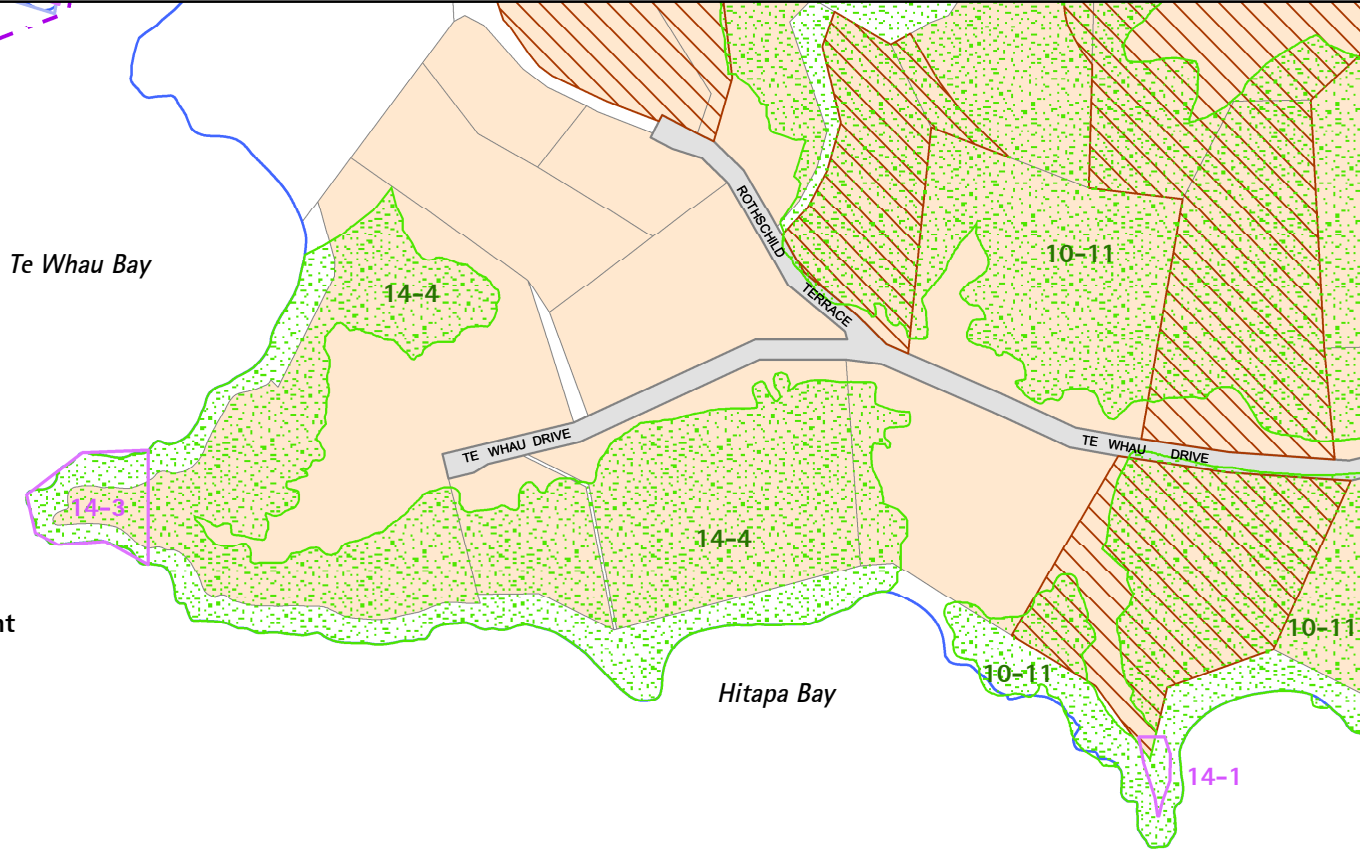 ROTHSCHILD
10-11
Te Whau Bay
14-4
TERRACE
TE WHAU DRIVE
TE WHAU DRIVE
14-3
14-4
nt
10-11
10-11
Hitapa Bay
14-1